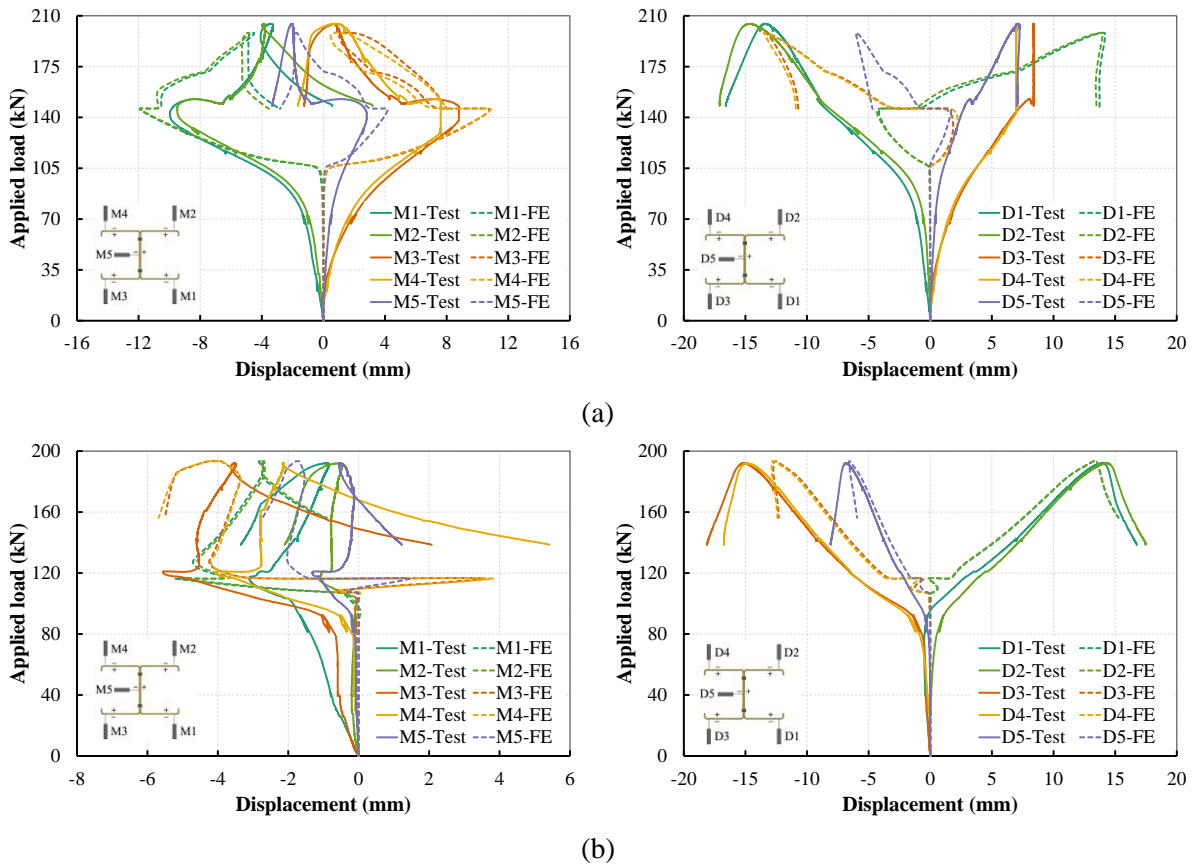 210
175
140
105
70
35
0
Applied load (kN)
M4 M2
M5
M3 M1
M1-Test M1-FE
M2-Test M2-FE
M3-Test M3-FE
M4-Test M4-FE
M5-Test M5-FE
-16 -12 -8 -4 0 4 8 12 16
Displacement (mm)
210
175
140
105
70
35
0
Applied load (kN)
D4 D2
D5
D3 D1
D1-Test D1-FE
D2-Test D2-FE
D3-Test D3-FE
D4-Test D4-FE
D5-Test D5-FE
-20 -15 -10 -5 0 5 10 15 20
Displacement (mm)
(a)
200
160
120
80
40
0
Applied load (kN)
M4 M2
M5
M3 M1
M1-Test M1-FE
M2-Test M2-FE
M3-Test M3-FE
M4-Test M4-FE
M5-Test M5-FE
-8 -6 -4 -2 0 2 4 6
Displacement (mm)
200
160
120
80
40
0
Applied load (kN)
D4 D2
D5
D3 D1
D1-Test D1-FE
D2-Test D2-FE
D3-Test D3-FE
D4-Test D4-FE
D5-Test D5-FE
-20 -15 -10 -5 0 5 10 15 20
Displacement (mm)
(b)